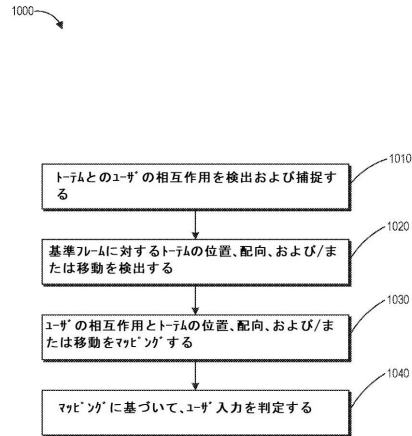 1000
1010
ﾄｰﾃﾑとのﾕｰｻﾞの相互作用を検出および捕捉す
る
1020
基準ﾌﾚｰﾑに対するﾄｰﾃﾑの位置、配向、および/ま
たは移動を検出する
1030
ﾕｰｻﾞの相互作用とﾄｰﾃﾑの位置、配向、および/ま
たは移動をﾏｯﾋﾟﾝｸﾞする
1040
ﾏｯﾋﾟﾝｸﾞに基づいて、ﾕｰｻﾞ入力を判定する